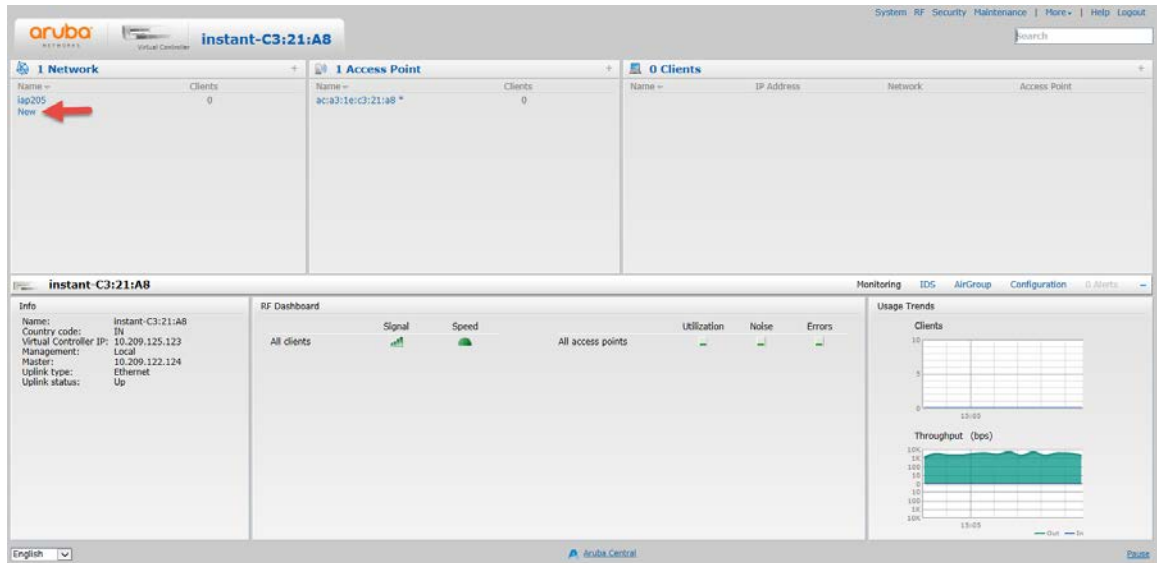 System RF Security Maintenance | More | Help Logout
aruba
NETWORKS
Virtual Controller
instant-C3:21:A8
Search
1 Network +
1 Access Point +
0 Clients +
Name Clients
Name Clients
Name IP Address Network Access Point
iap205 0
ac:a3:1e:c3:21:a8 * 0
New
instant-C3:21:A8
Monitoring IDS AirGroup Configuration 0 Alerts
Info
RF Dashboard
Usage Trends
Name: instant-C3:21:A8
Country code: IN
Virtual Controller IP: 10.209.125.123
Management: Local
Master: 10.209.122.124
Uplink type: Ethernet
Uplink status: Up
Signal Speed
All clients
Utilization Noise Errors
All access points
Clients
10
5
0
15:05
Throughput (bps)
10K
1K
100
10
0
10
100
1K
10K
15:05
Out In
English
Aruba Central
Pause